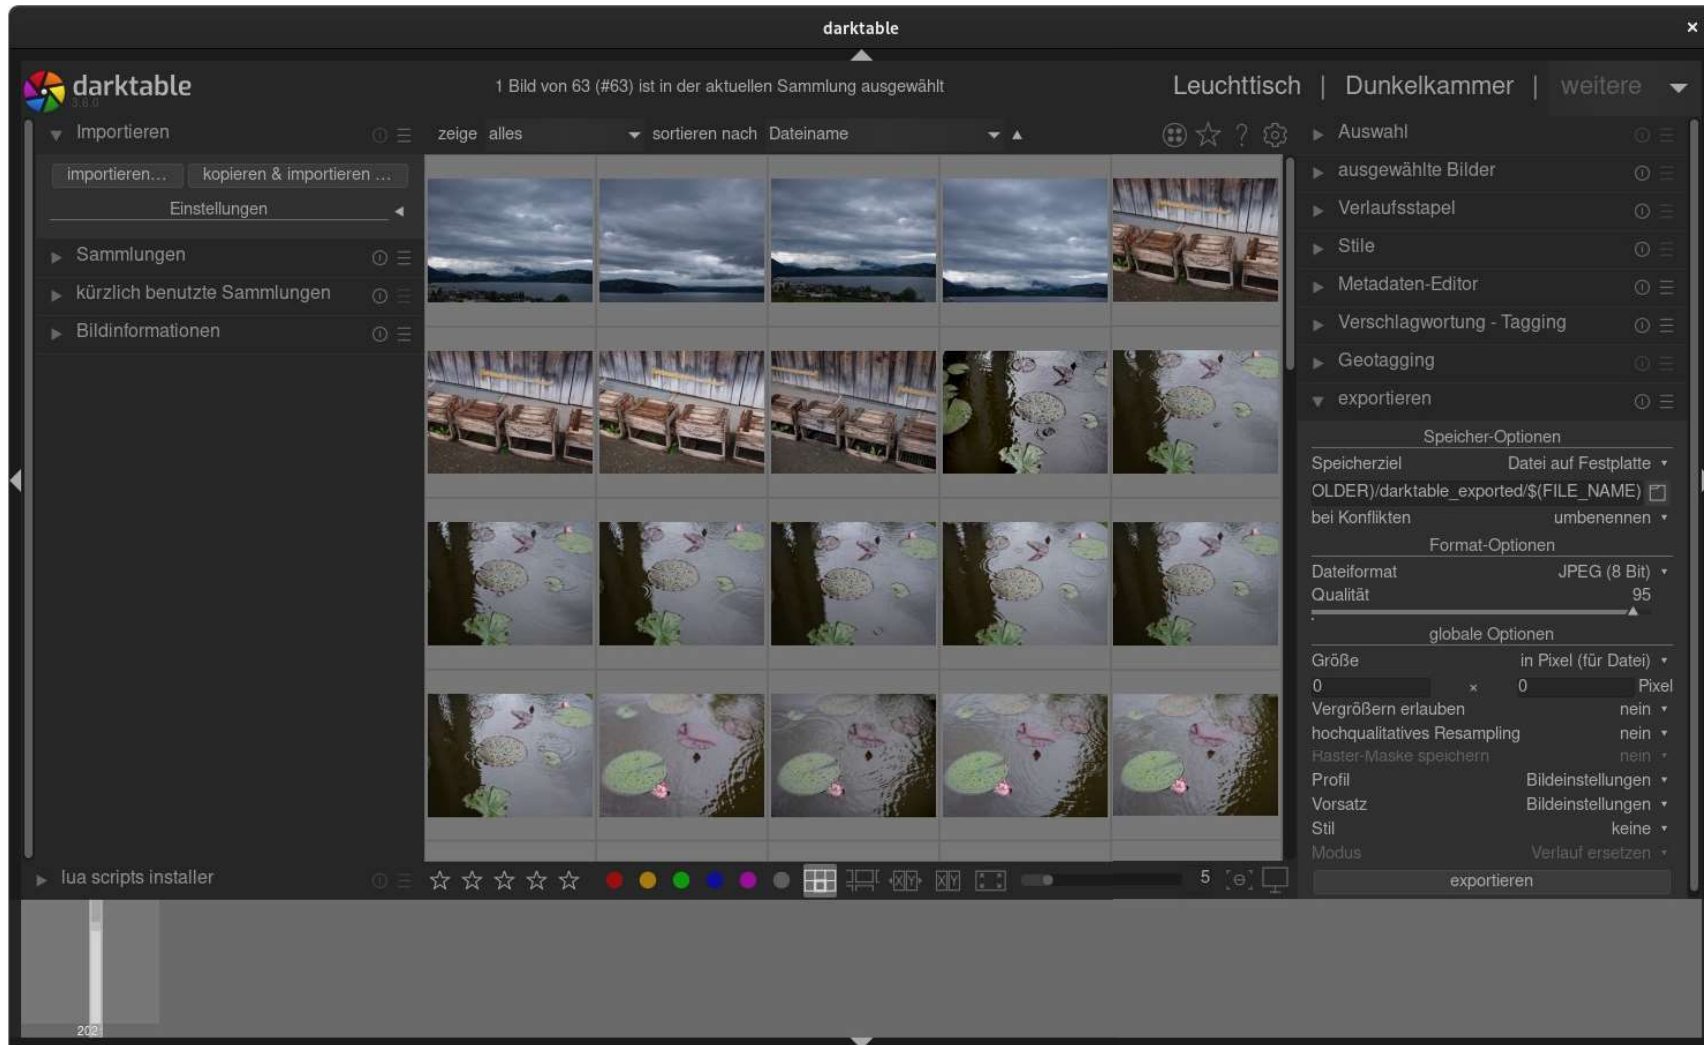 darktable
darktable
3.6.0
1 Bild von 63 (#63) ist in der aktuellen Sammlung ausgewählt
Leuchttisch | Dunkelkammer | weitere
Importieren
importieren...
kopieren & importieren ...
Einstellungen
Sammlungen
kürzlich benutzte Sammlungen
Bildinformationen
lua scripts installer
zeige alles sortieren nach Dateiname
?
5
Auswahl
ausgewählte Bilder
Verlaufsstapel
Stile
Metadaten-Editor
Verschlagwortung - Tagging
Geotagging
exportieren
Speicher-Optionen
Speicherziel Datei auf Festplatte
OLDER)/darktable_exported/$(FILE_NAME)
bei Konflikten umbenennen
Format-Optionen
Dateiformat JPEG (8 Bit)
Qualität 95
globale Optionen
Größe in Pixel (für Datei)
0 × 0 Pixel
Vergrößern erlauben nein
hochqualitatives Resampling nein
Raster-Maske speichern nein
Profil Bildeinstellungen
Vorsatz Bildeinstellungen
Stil keine
Modus Verlauf ersetzen
exportieren